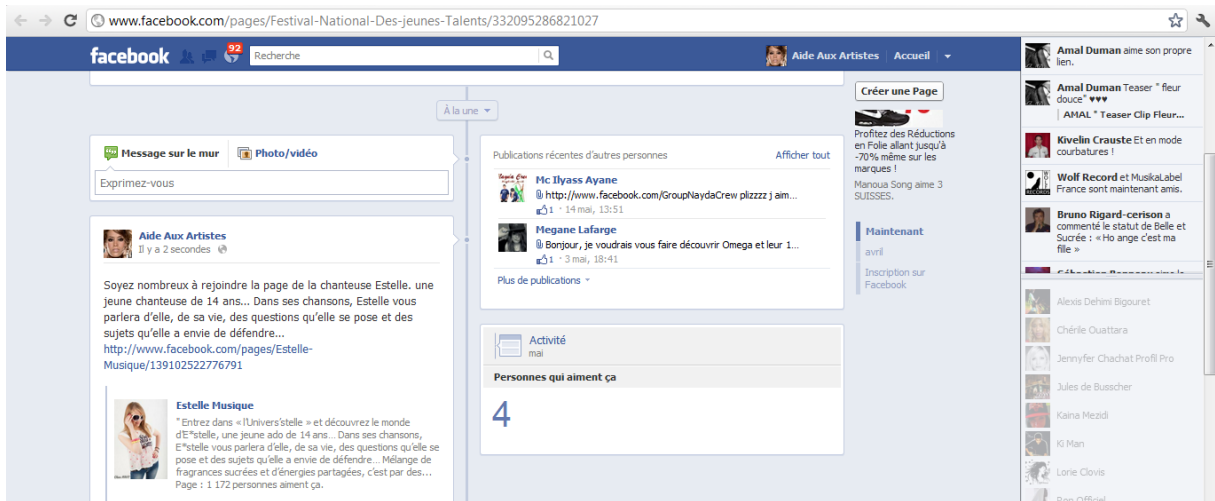 www.facebook.com/pages/Festival-National-Des-jeunes-Talents/332095286821027
facebook
92
Recherche
Aide Aux Artistes
Accueil
À la une
Message sur le mur
Photo/vidéo
Exprimez-vous
Aide Aux Artistes
Il y a 2 secondes
Soyez nombreux à rejoindre la page de la chanteuse Estelle. une
jeune chanteuse de 14 ans... Dans ses chansons, Estelle vous
parlera d'elle, de sa vie, des questions qu'elle se pose et des
sujets qu'elle a envie de défendre...
http://www.facebook.com/pages/Estelle-
Musique/139102522776791
Estelle Musique
"Entrez dans «l'Univers'stelle » et découvrez le monde
d'E*stelle, une jeune ado de 14 ans... Dans ses chansons,
E*stelle vous parlera d'elle, de sa vie, des questions qu'elle se
pose et des sujets qu'elle a envie de défendre... Mélange de
fragrances sucrées et d'énergies partagées, c'est par des...
Page : 1 172 personnes aiment ça.
Publications récentes d'autres personnes
Afficher tout
Mc Ilyass Ayane
http://www.facebook.com/GroupNaydaCrew plizzzz j aim...
1 · 14 mai, 13:51
Megane Lafarge
Bonjour, je voudrais vous faire découvrir Omega et leur 1...
1 · 3 mai, 18:41
Plus de publications
Activité
mai
Personnes qui aiment ça
4
Créer une Page
Profitez des Réductions
en Folie allant jusqu'à
-70% même sur les
marques !
Manoua Song aime 3
SUISSES.
Maintenant
avril
Inscription sur
Facebook
Amal Duman aime son propre
lien.
Amal Duman Teaser " fleur
douce" ♥♥♥
AMAL " Teaser Clip Fleur...
Kivelin Crauste Et en mode
courbatures !
Wolf Record et MusikaLabel
France sont maintenant amis.
Bruno Rigard-cerison a
commenté le statut de Belle et
Sucrée : «Ho ange c'est ma
fille »
Alexis Dehimi Bigouret
Chérile Ouattara
Jennyfer Chachat Profil Pro
Jules de Busscher
Kaina Mezidi
Ki Man
Lorie Clovis